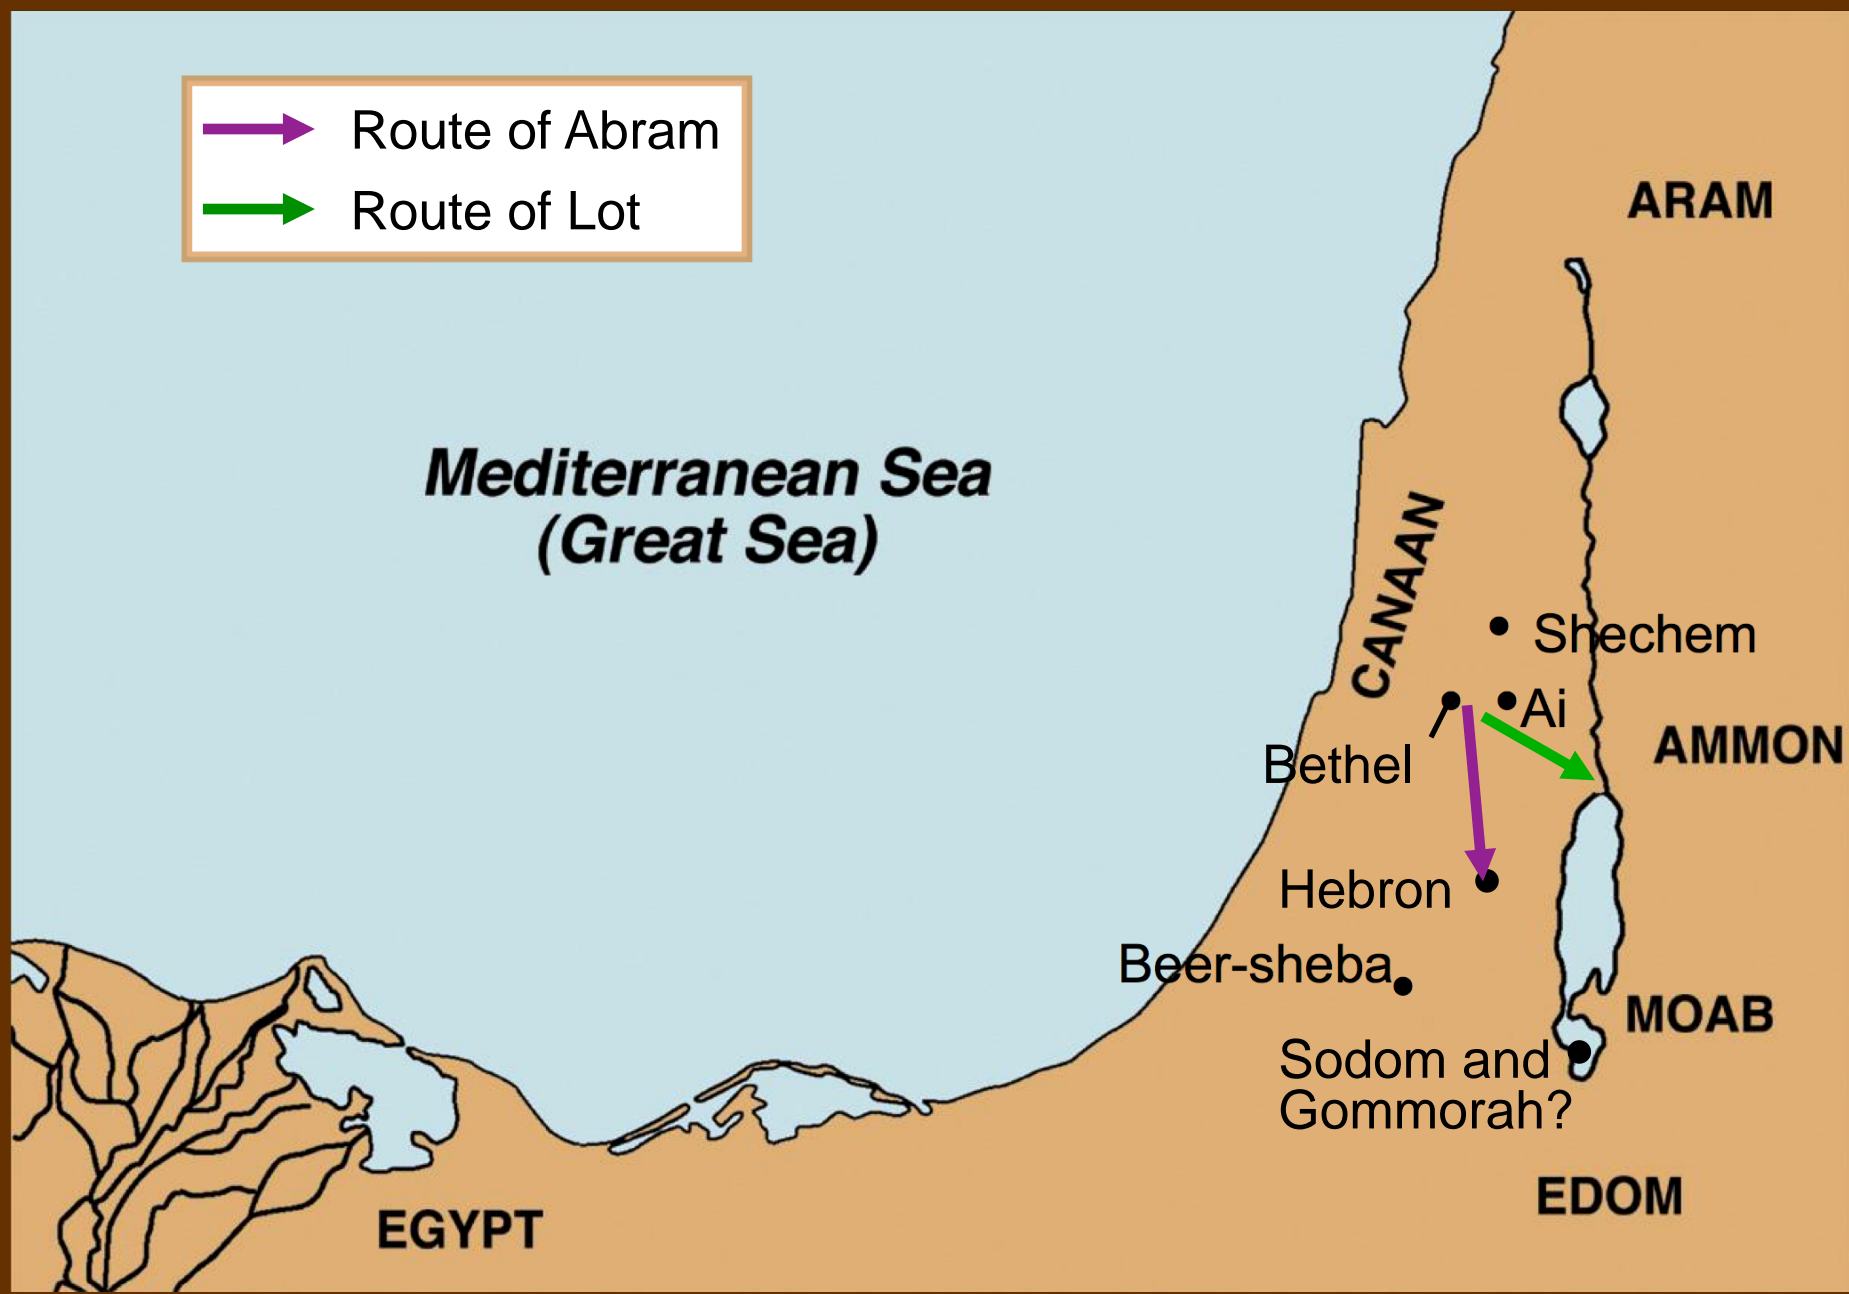 Route of Abram
Route of Lot
ARAM
Mediterranean Sea
(Great Sea)
CANAAN
Shechem
Ai
AMMON
Bethel
Hebron
Beer-sheba
MOAB
Sodom and
Gommorah?
EDOM
EGYPT